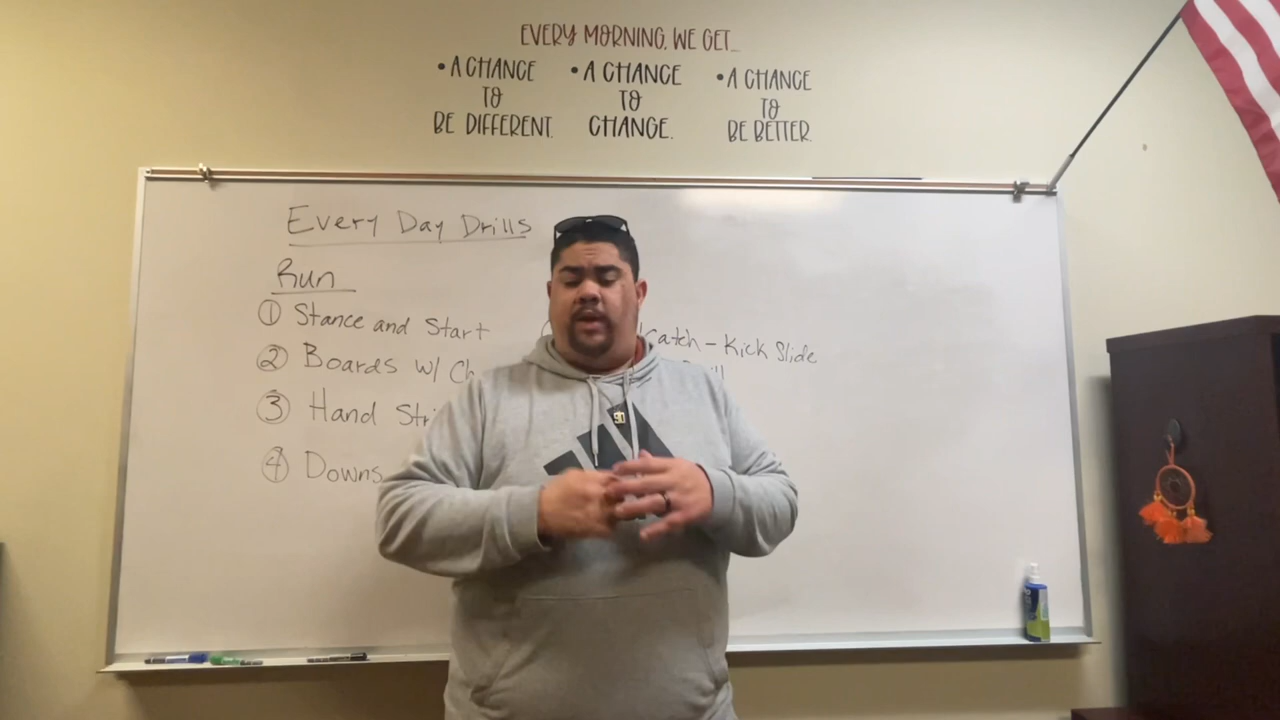 EVERY MORNING, WE GET...
• A CHANCE TO BE DIFFERENT.
• A CHANCE TO CHANGE.
• A CHANCE TO BE BETTER.
Every Day Drills
Run
① Stance and Start
② Boards w/ Ch
③ Hand Stri
④ Downs
catch - Kick Slide